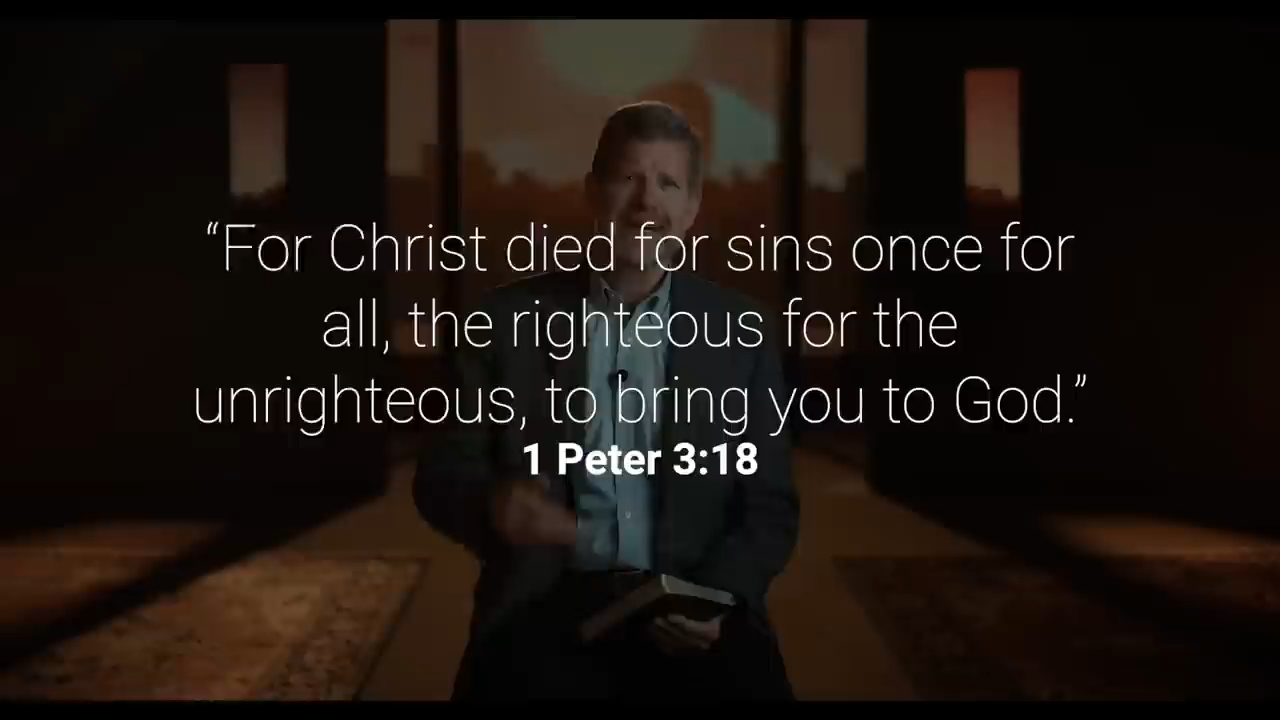 “For Christ died for sins once for
all, the righteous for the
unrighteous, to bring you to God.”
1 Peter 3:18